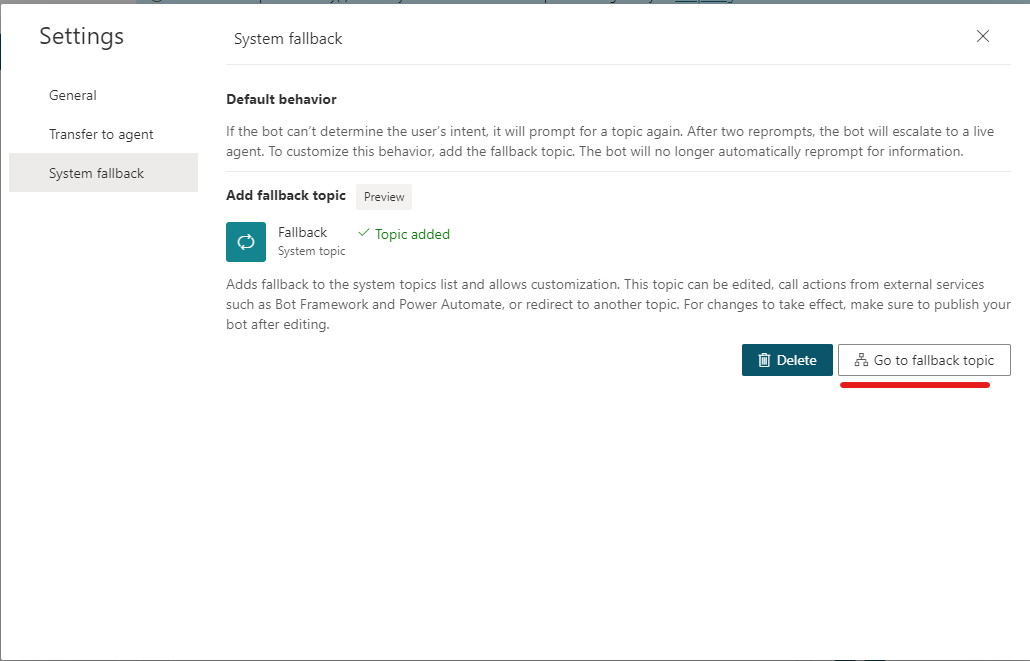 Settings
System fallback
General
Transfer to agent
System fallback
Default behavior
If the bot can’t determine the user’s intent, it will prompt for a topic again. After two reprompts, the bot will escalate to a live
agent. To customize this behavior, add the fallback topic. The bot will no longer automatically reprompt for information.
Add fallback topic Preview
Fallback
Topic added
System topic
Adds fallback to the system topics list and allows customization. This topic can be edited, call actions from external services
such as Bot Framework and Power Automate, or redirect to another topic. For changes to take effect, make sure to publish your
bot after editing.
Delete
Go to fallback topic